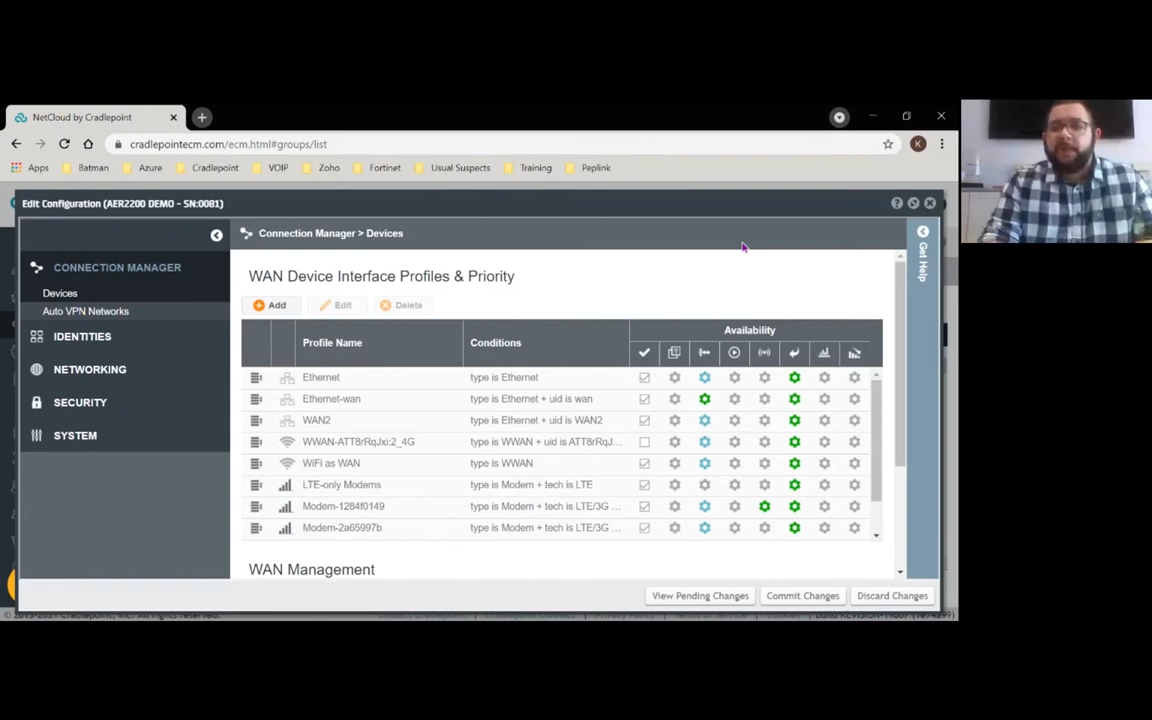 NetCloud by Cradlepoint
cradlepointecm.com/ecm.html#groups/list
K
Apps Batman Azure Cradlepoint VOIP Zoho Fortinet Usual Suspects Training Peplink
Edit Configuration (AER2200 DEMO - SN:0081)
Connection Manager > Devices
Get Help
CONNECTION MANAGER
Devices
Auto VPN Networks
IDENTITIES
NETWORKING
SECURITY
SYSTEM
WAN Device Interface Profiles & Priority
Add Edit Delete
Profile Name Conditions Availability
Ethernet type is Ethernet
Ethernet-wan type is Ethernet + uid is wan
WAN2 type is Ethernet + uid is WAN2
WWAN-ATT8rRqJxi:2_4G type is WWAN + uid is ATT8rRqJ...
WiFi as WAN type is WWAN
LTE-only Modems type is Modem + tech is LTE
Modem-1284f0149 type is Modem + tech is LTE/3G ...
Modem-2a65997b type is Modem + tech is LTE/3G ...
WAN Management
View Pending Changes Commit Changes Discard Changes